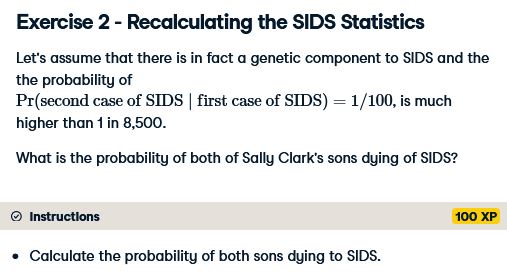 Exercise 2 - Recalculating the SIDS Statistics
Let's assume that there is in fact a genetic component to SIDS and the
the probability of
Pr(second case of SIDS | first case of SIDS) = 1/100, is much
higher than 1 in 8,500.
What is the probability of both of Sally Clark's sons dying of SIDS?
Instructions
100 XP
• Calculate the probability of both sons dying to SIDS.